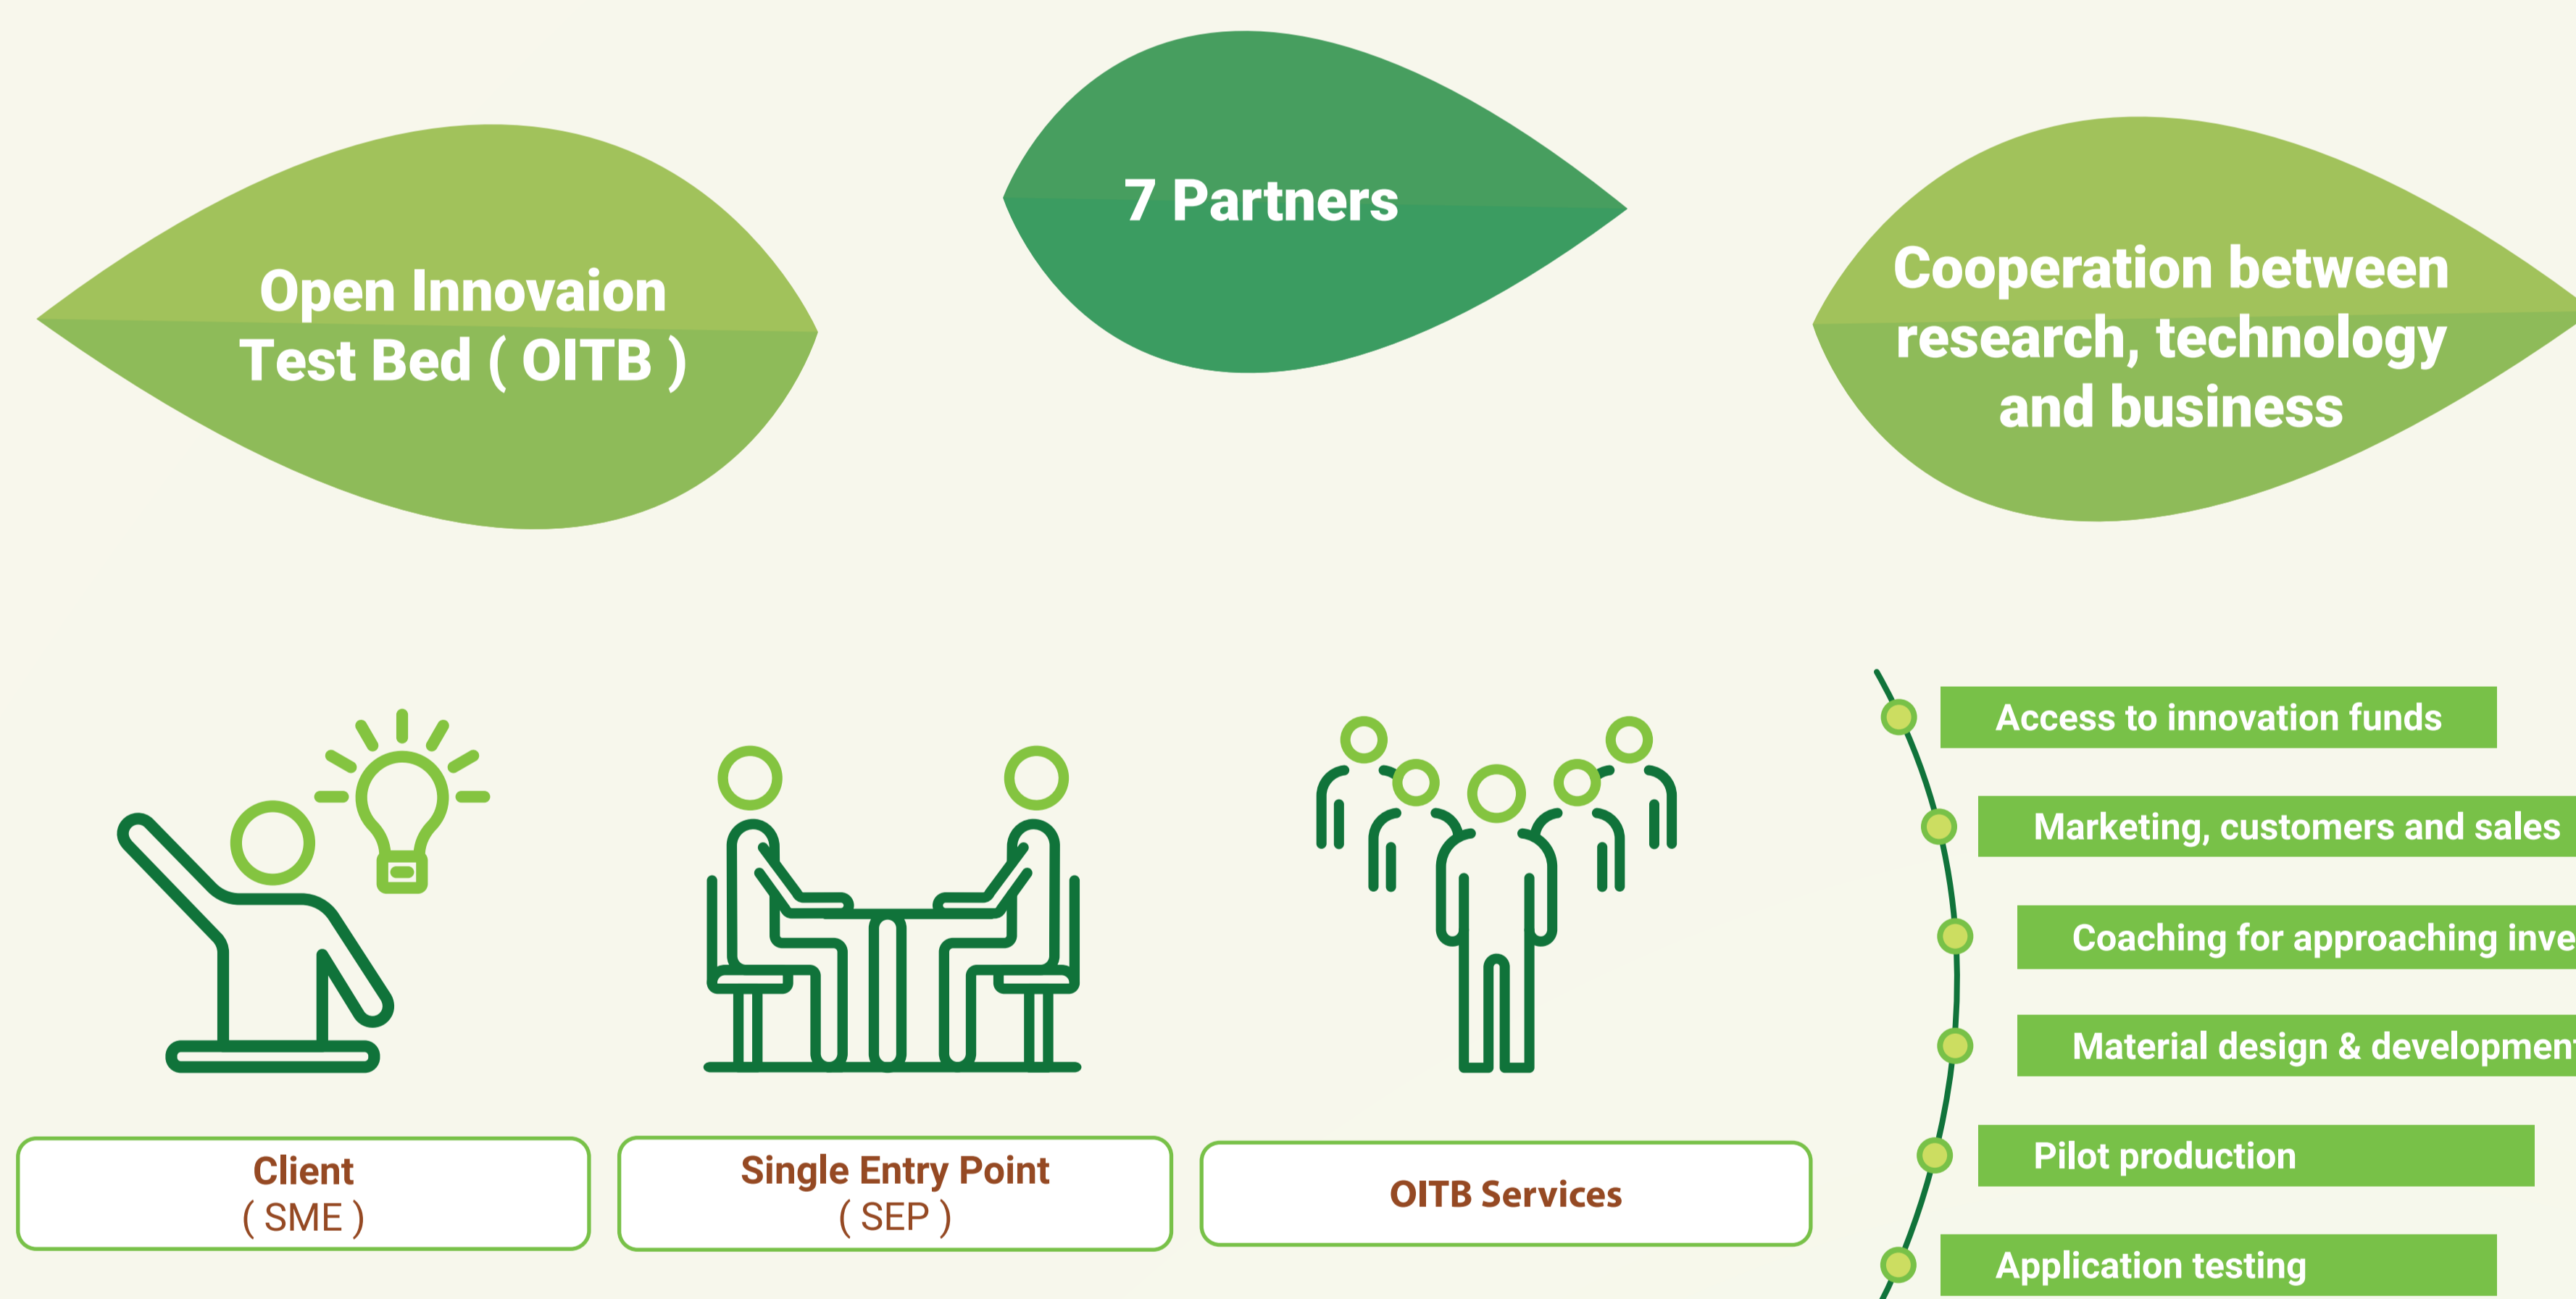 7 Partners
Open Innovaion
Test Bed ( OITB )
Cooperation between
research, technology
and business
Client
( SME )
Single Entry Point
( SEP )
OITB Services
Access to innovation funds
Marketing, customers and sales
Coaching for approaching
Material design &
Pilot production
Application testing